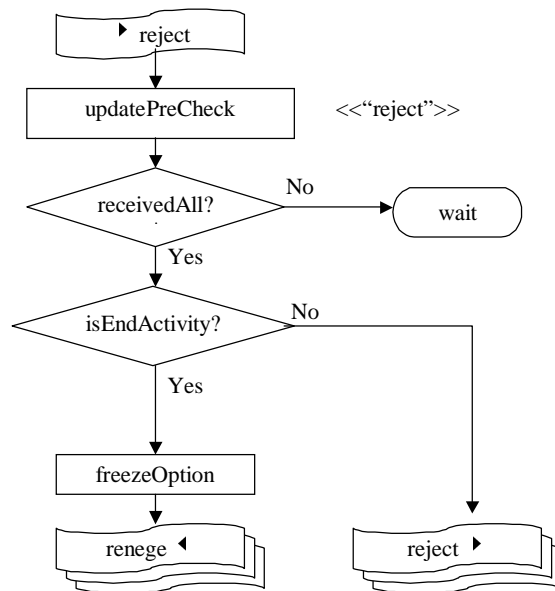 reject
updatePreCheck
<<“reject”>>
receivedAll?
No
wait
Yes
isEndActivity?
No
Yes
freezeOption
renege
reject